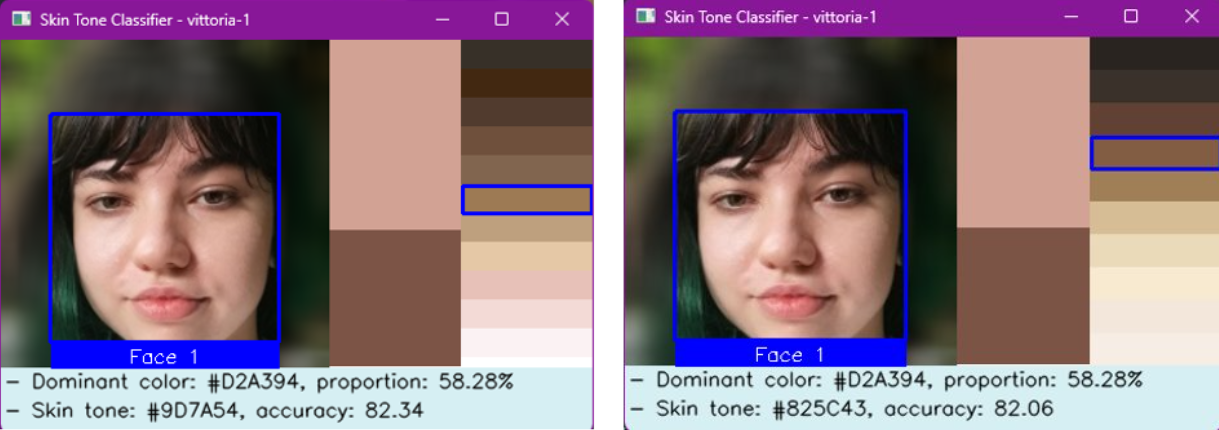 Skin Tone Classifier - vittoria-1
Face 1
- Dominant color: #D2A394, proportion: 58.28%
- Skin tone: #9D7A54, accuracy: 82.34
Skin Tone Classifier - vittoria-1
Face 1
- Dominant color: #D2A394, proportion: 58.28%
- Skin tone: #825C43, accuracy: 82.06